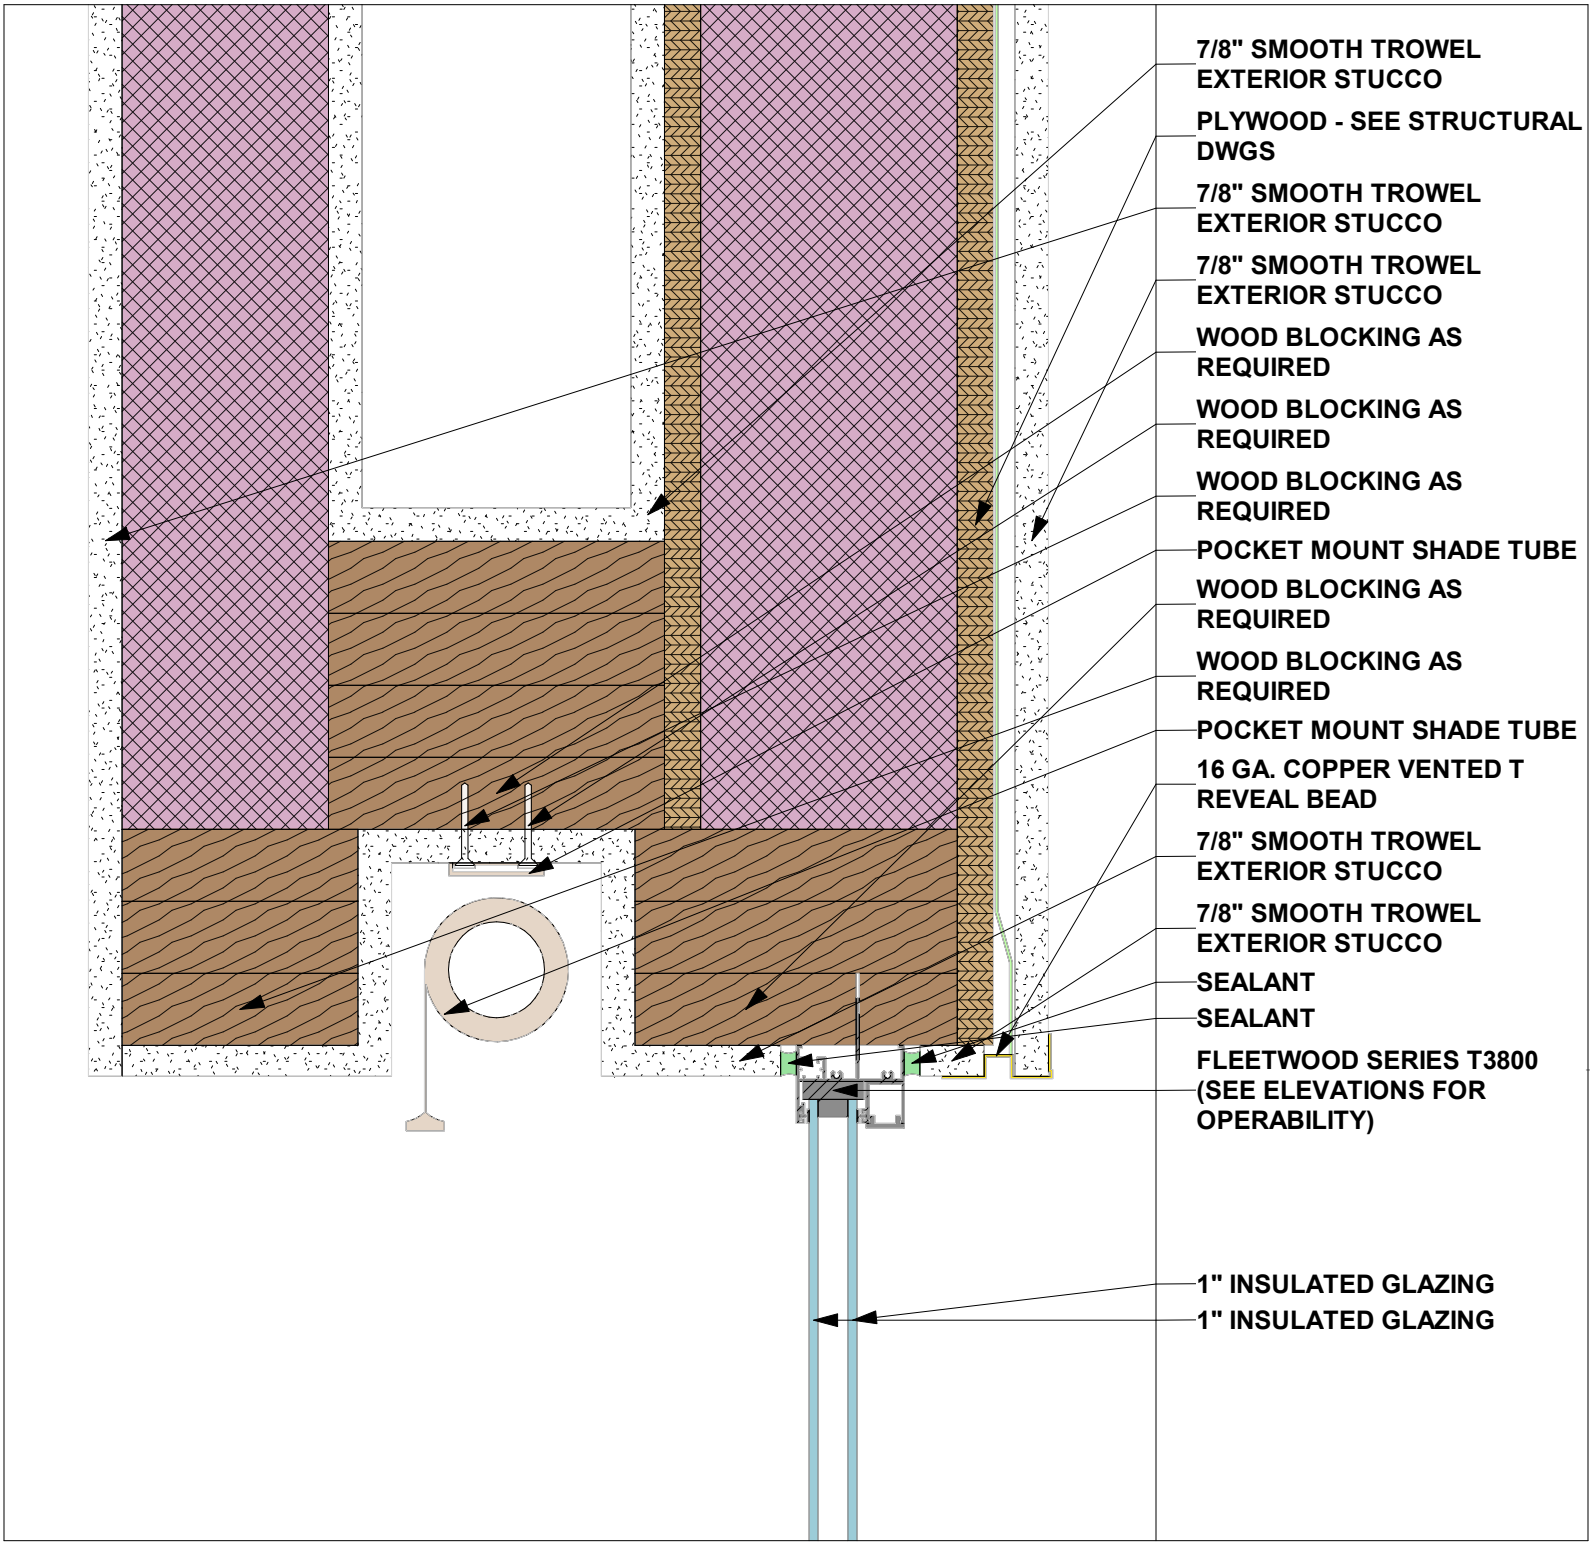 7/8" SMOOTH TROWEL
EXTERIOR STUCCO
PLYWOOD - SEE STRUCTURAL
DWGS
7/8" SMOOTH TROWEL
EXTERIOR STUCCO
7/8" SMOOTH TROWEL
EXTERIOR STUCCO
WOOD BLOCKING AS
REQUIRED
WOOD BLOCKING AS
REQUIRED
WOOD BLOCKING AS
REQUIRED
POCKET MOUNT SHADE TUBE
WOOD BLOCKING AS
REQUIRED
WOOD BLOCKING AS
REQUIRED
POCKET MOUNT SHADE TUBE
16 GA. COPPER VENTED T
REVEAL BEAD
7/8" SMOOTH TROWEL
EXTERIOR STUCCO
7/8" SMOOTH TROWEL
EXTERIOR STUCCO
SEALANT
SEALANT
FLEETWOOD SERIES T3800
(SEE ELEVATIONS FOR
OPERABILITY)
1" INSULATED GLAZING
1" INSULATED GLAZING